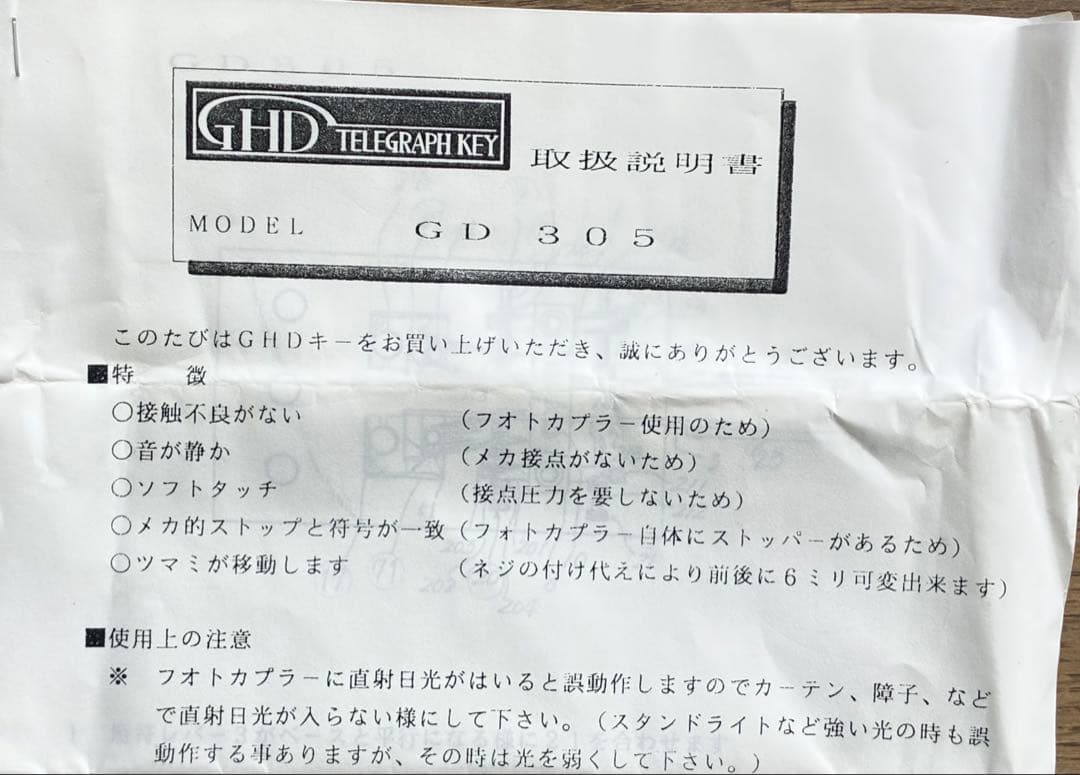 GHD TELEGRAPH KEY 取扱説明書
MODEL GD 305
このたびはGHDキーをお買い上げいただき、誠にありがとうございます。
■特 徴
○接触不良がない (フオトカプラー使用のため)
○音が静か (メカ接点がないため)
○ソフトタッチ (接点圧力を要しないため)
○メカ的ストップと符号が一致 (フォトカプラー自体にストッパーがあるため)
○ツマミが移動します (ネジの付け代えにより前後に6ミリ可変出来ます)
■使用上の注意
※ フオトカプラーに直射日光がはいると誤動作しますのでカーテン、障子、など
で直射日光が入らない様にして下さい。(スタンドライトなど強い光の時も誤
動作する事ありますが、その時は光を弱くして下さい。)